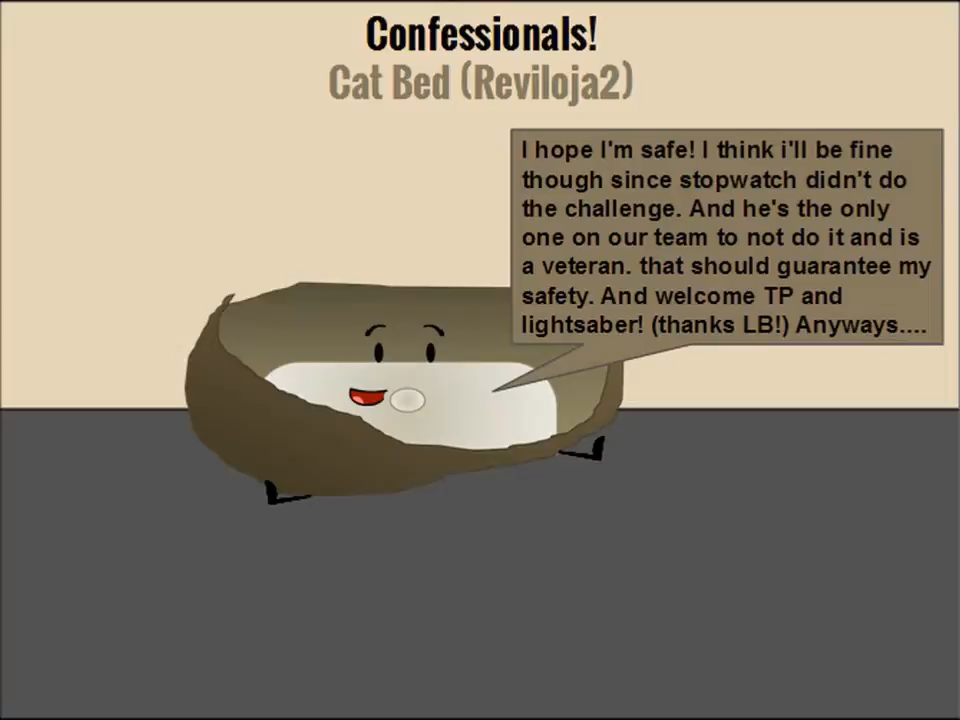 Confessionals!
Cat Bed (Reviloja2)
I hope I'm safe! I think i'll be fine
though since stopwatch didn't do
the challenge. And he's the only
one on our team to not do it and is
a veteran. that should guarantee my
safety. And welcome TP and
lightsaber! (thanks LB!) Anyways....